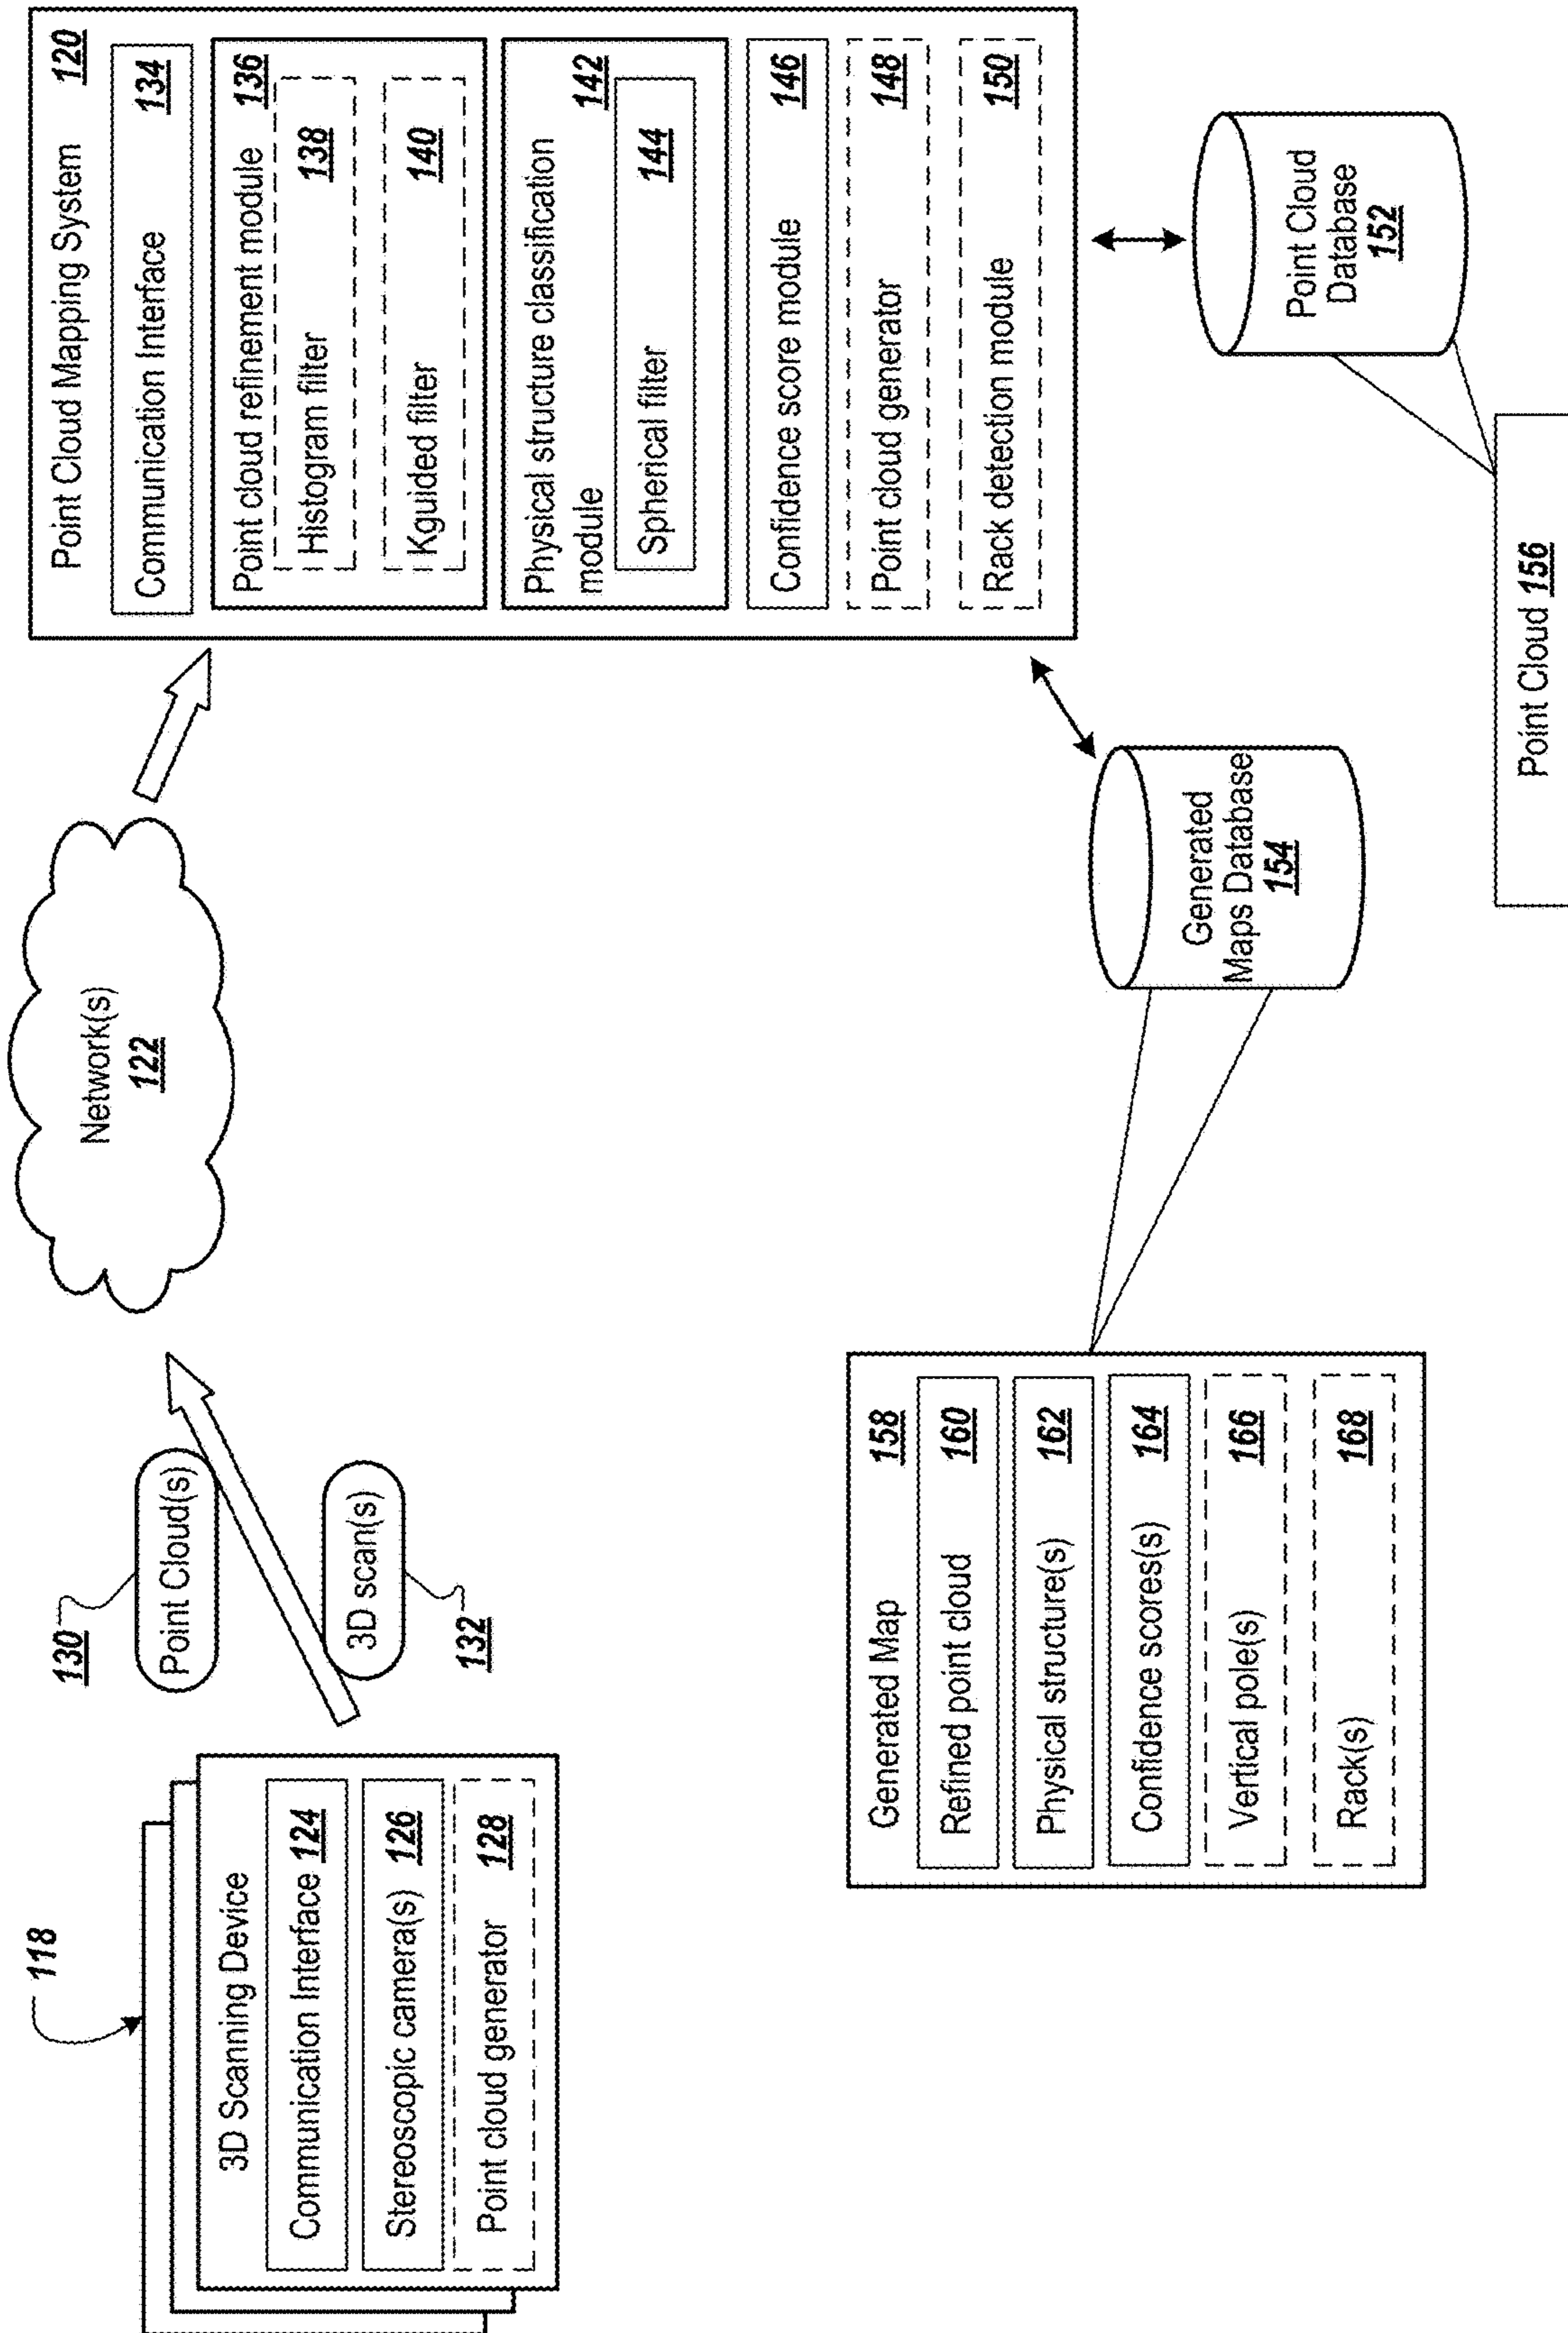 118
3D Scanning Device
Communication Interface 124
Stereoscopic camera(s) 126
Point cloud generator 128
130
Point Cloud(s)
3D scan(s)
132
Network(s)
122
Point Cloud Mapping System 120
Communication Interface 134
Point cloud refinement module 136
Histogram filter 138
Kguided filter 140
Physical structure classification
module 142
Spherical filter 144
Confidence score module 146
Point cloud generator 148
Rack detection module 150
Generated Map 158
Refined point cloud 160
Physical structure(s) 162
Confidence scores(s) 164
Vertical pole(s) 166
Rack(s) 168
Generated
Maps Database
154
Point Cloud
Database
152
Point Cloud 156